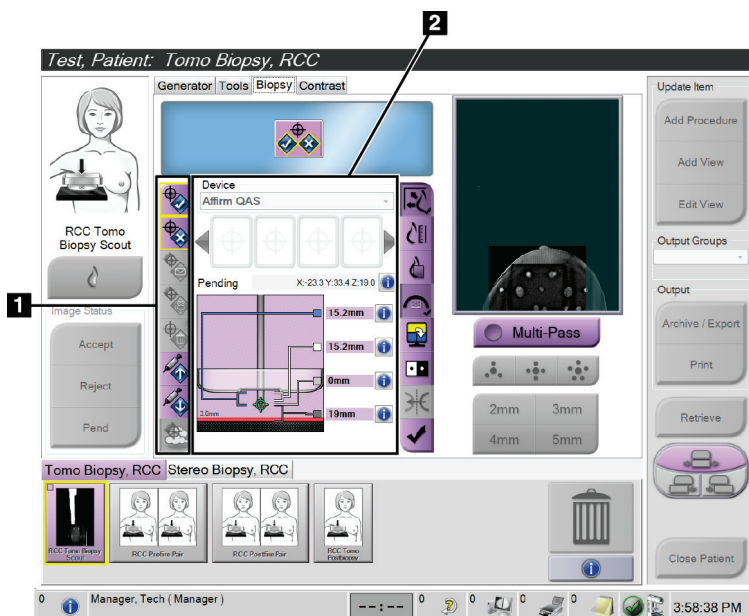 2
Test, Patient: Tomo Biopsy, RCC
Generator Tools Biopsy Contrast
Update Item
Add Procedure
Add View
Edit View
Output Groups
Output
Archive / Export
Print
Retrieve
Close Patient
RCC Tomo
Biopsy Scout
1
Image Status
Accept
Reject
Pend
Device
Affirm QAS
Pending X:-23.3 Y:33.4 Z:19.0
15.2mm
15.2mm
0mm
19mm
2.0mm
Multi-Pass
2mm 3mm
4mm 5mm
Tomo Biopsy, RCC Stereo Biopsy, RCC
RCC Tomo Biopsy
Scout
RCC Prefire Pair
RCC Postfire Pair
RCC Tomo
Postbiopsy
0 Manager, Tech ( Manager ) --:-- 0 0 0 3:58:38 PM